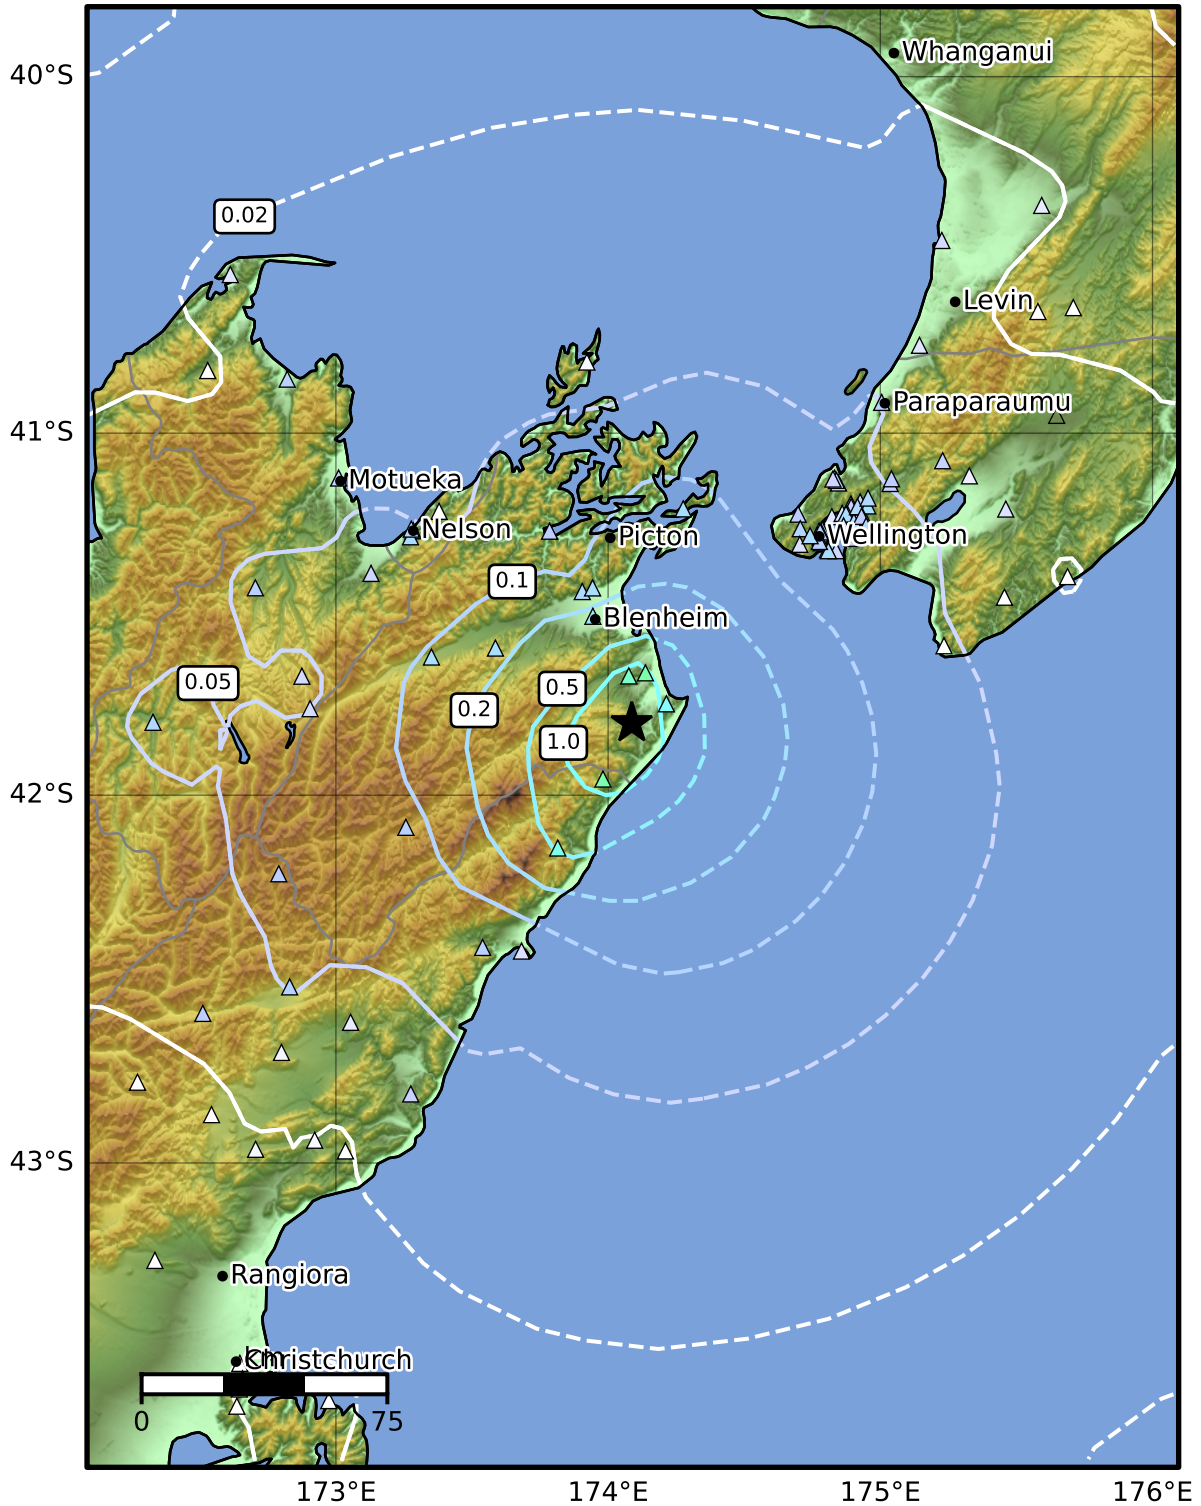 Whanganui
40°S
0.02
Levin
Paraparaumu
41°S
Motueka
Nelson
Wellington
Picton
0.1
Blenheim
0.05
0.5
0.2
1.0
42°S
43°S
Rangiora
km
Christchurch
0
75
173°E
174°E
175°E
176°E